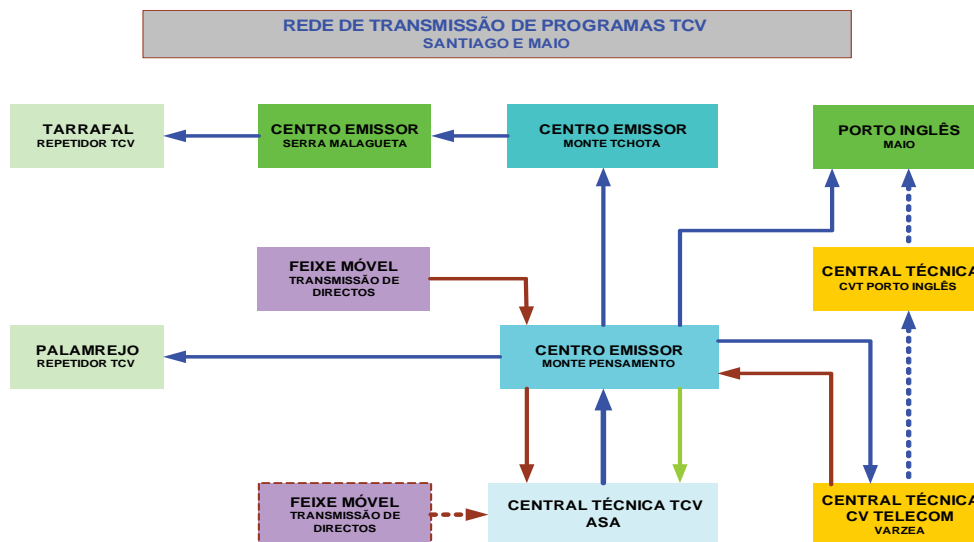 REDE DE TRANSMISSÃO DE PROGRAMAS TCV
SANTIAGO E MAIO
TARRAFAL
REPETIDOR TCV
CENTRO EMISSOR
SERRA MALAGUETA
CENTRO EMISSOR
MONTE TCHOTA
PORTO INGLÊS
MAIO
FEIXE MÓVEL
TRANSMISSÃO DE
DIRECTOS
CENTRAL TÉCNICA
CVT PORTO INGLÊS
PALAMREJO
REPETIDOR TCV
CENTRO EMISSOR
MONTE PENSAMENTO
FEIXE MÓVEL
TRANSMISSÃO DE
DIRECTOS
CENTRAL TÉCNICA TCV
ASA
CENTRAL TÉCNICA
CV TELECOM
VARZEA